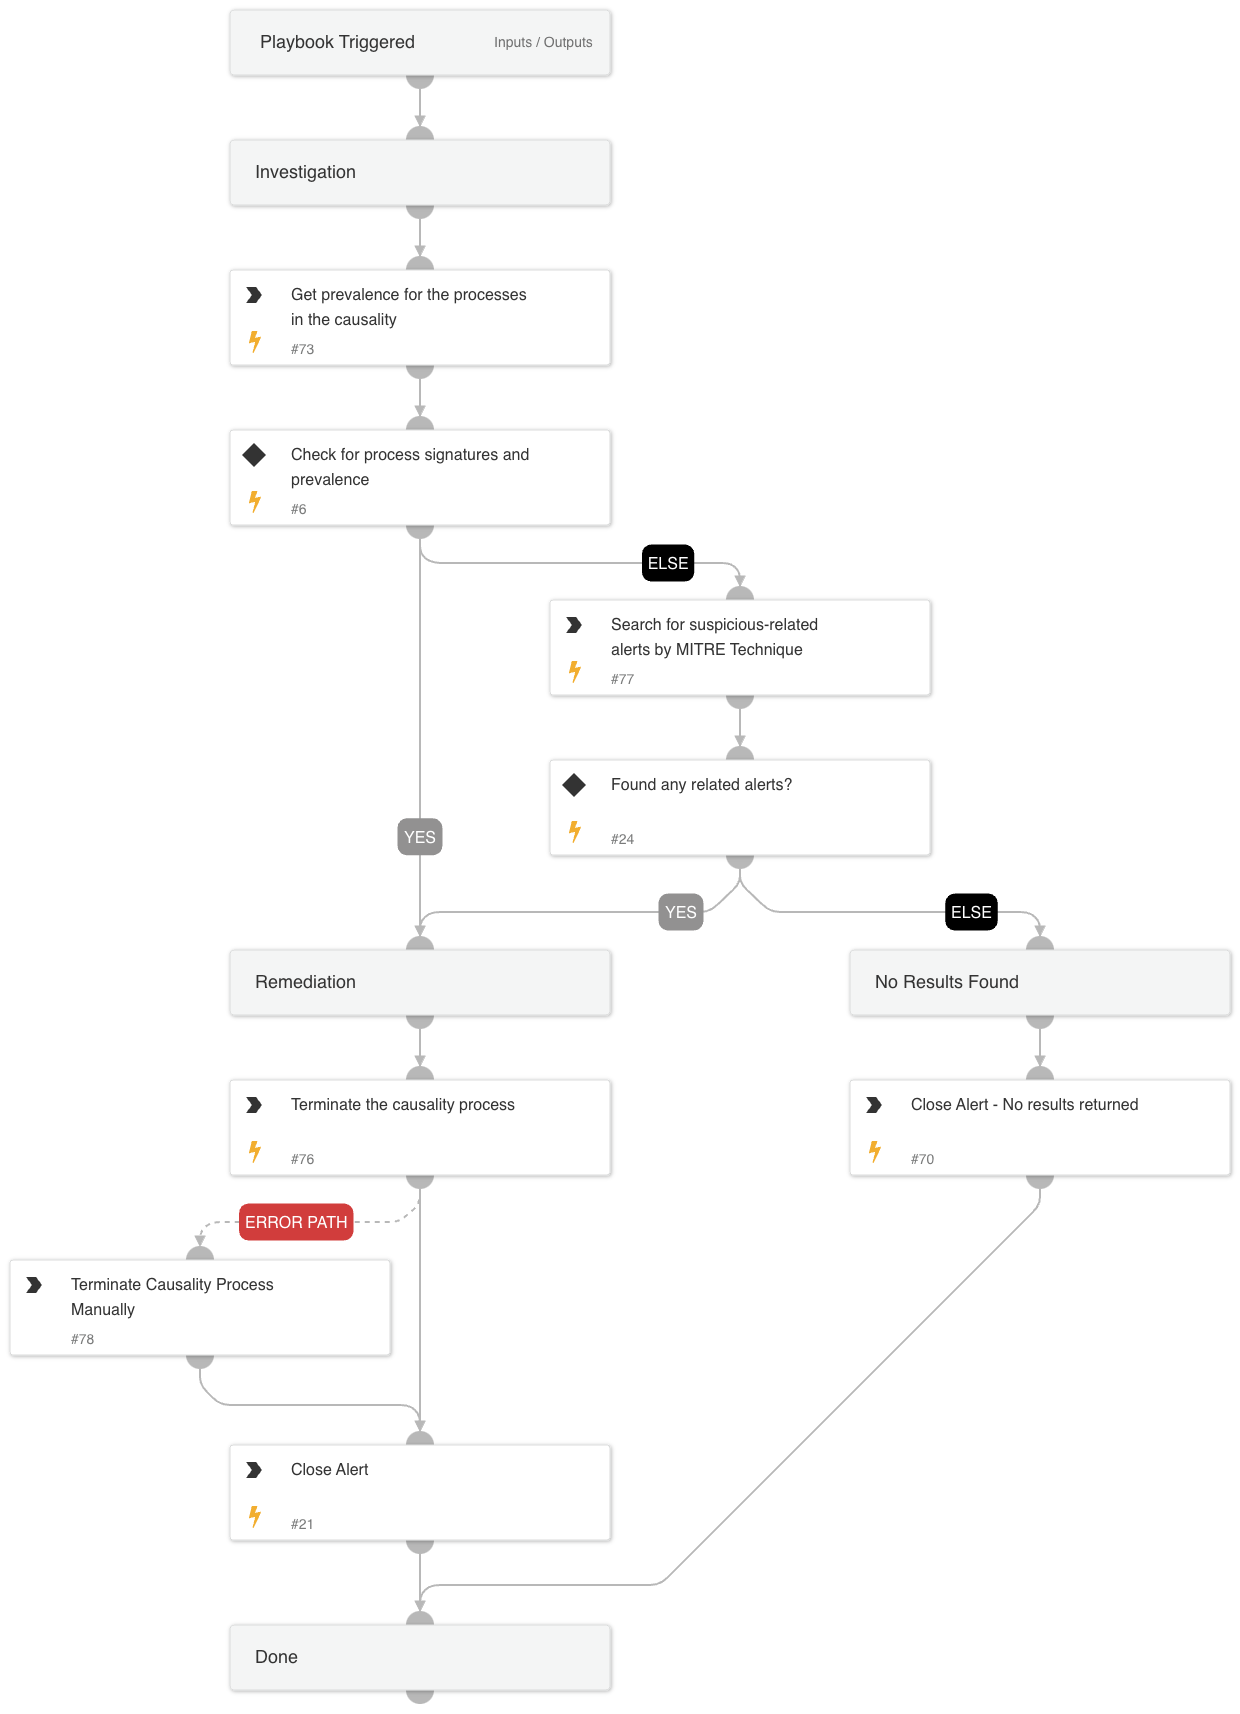 Playbook Triggered
Inputs / Outputs
Investigation
Get prevalence for the processes
in the causality
#73
Check for process signatures and
prevalence
#6
ELSE
Search for suspicious-related
alerts by MITRE Technique
#77
Found any related alerts?
#24
YES
YES
ELSE
Remediation
No Results Found
Terminate the causality process
#76
Close Alert - No results returned
#70
ERROR PATH
Terminate Causality Process
Manually
#78
Close Alert
#21
Done